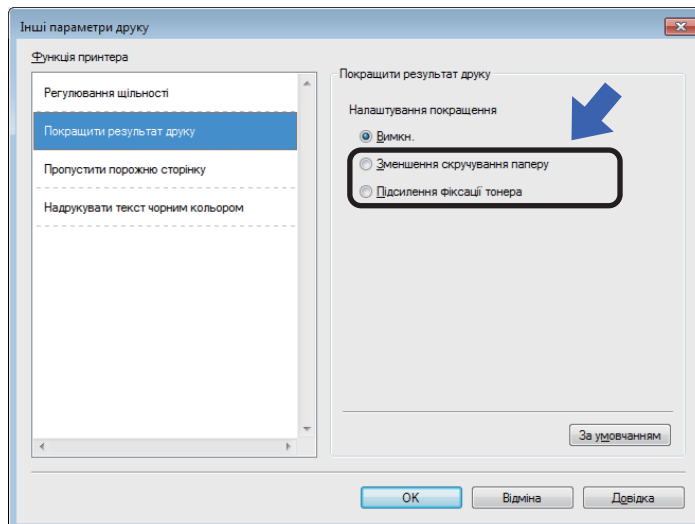 Інші параметри друку
Функція принтера
Регулювання щільності
Покращити результат друку
Пропустити порожню сторінку
Надрукувати текст чорним кольором
Покращити результат друку
Налаштування покращення
Вимкн.
Зменшення скручування паперу
Підсилення фіксації тонера
За умовчанням
OK
Відміна
Довідка